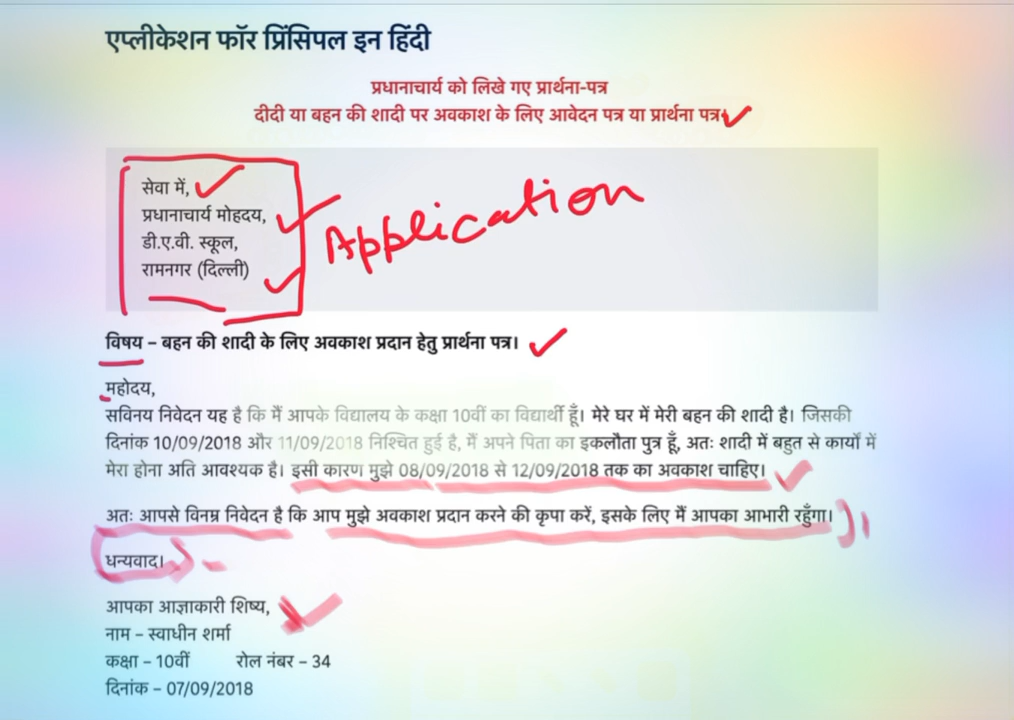 एप्लीकेशन फॉर प्रिंसिपल इन हिंदी
प्रधानाचार्य को लिखे गए प्रार्थना-पत्र
दीदी या बहन की शादी पर अवकाश के लिए आवेदन पत्र या प्रार्थना पत्र
सेवा में,
प्रधानाचार्य मोहदय,
डी.ए.वी. स्कूल,
रामनगर (दिल्ली)
Application
विषय – बहन की शादी के लिए अवकाश प्रदान हेतु प्रार्थना पत्र।
महोदय,
सविनय निवेदन यह है कि मैं आपके विद्यालय के कक्षा 10वीं का विद्यार्थी हूँ। मेरे घर में मेरी बहन की शादी है। जिसकी
दिनांक 10/09/2018 और 11/09/2018 निश्चित हुई है, मैं अपने पिता का इकलौता पुत्र हूँ, अतः शादी में बहुत से कार्यों में
मेरा होना अति आवश्यक है। इसी कारण मुझे 08/09/2018 से 12/09/2018 तक का अवकाश चाहिए।
अतः आपसे विनम्र निवेदन है कि आप मुझे अवकाश प्रदान करने की कृपा करें, इसके लिए मैं आपका आभारी रहुँगा।
धन्यवाद।
आपका आज्ञाकारी शिष्य,
नाम – स्वाधीन शर्मा
कक्षा – 10वीं रोल नंबर – 34
दिनांक – 07/09/2018